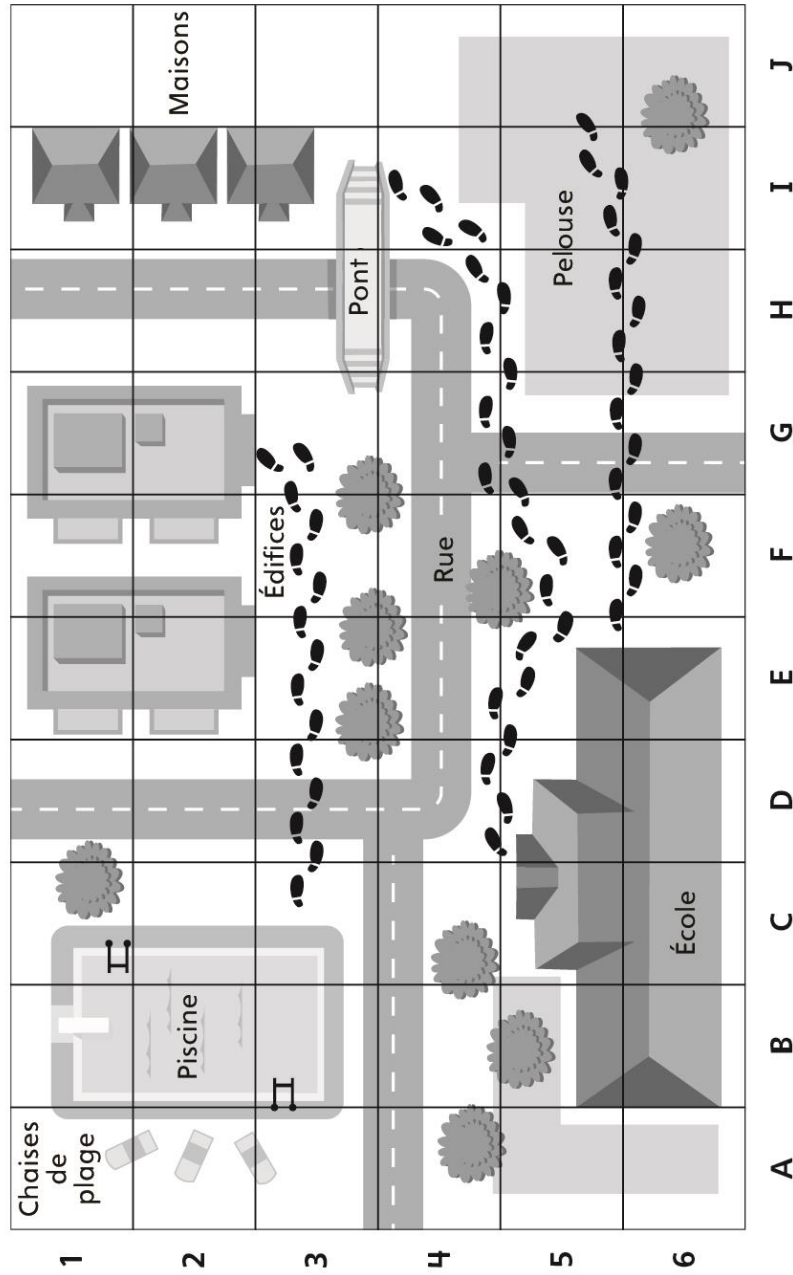 Chaises
de
plage
Piscine
Édifices
Maisons
Pont
Rue
Pelouse
École
1
2
3
4
5
6
A
B
C
D
E
F
G
H
I
J